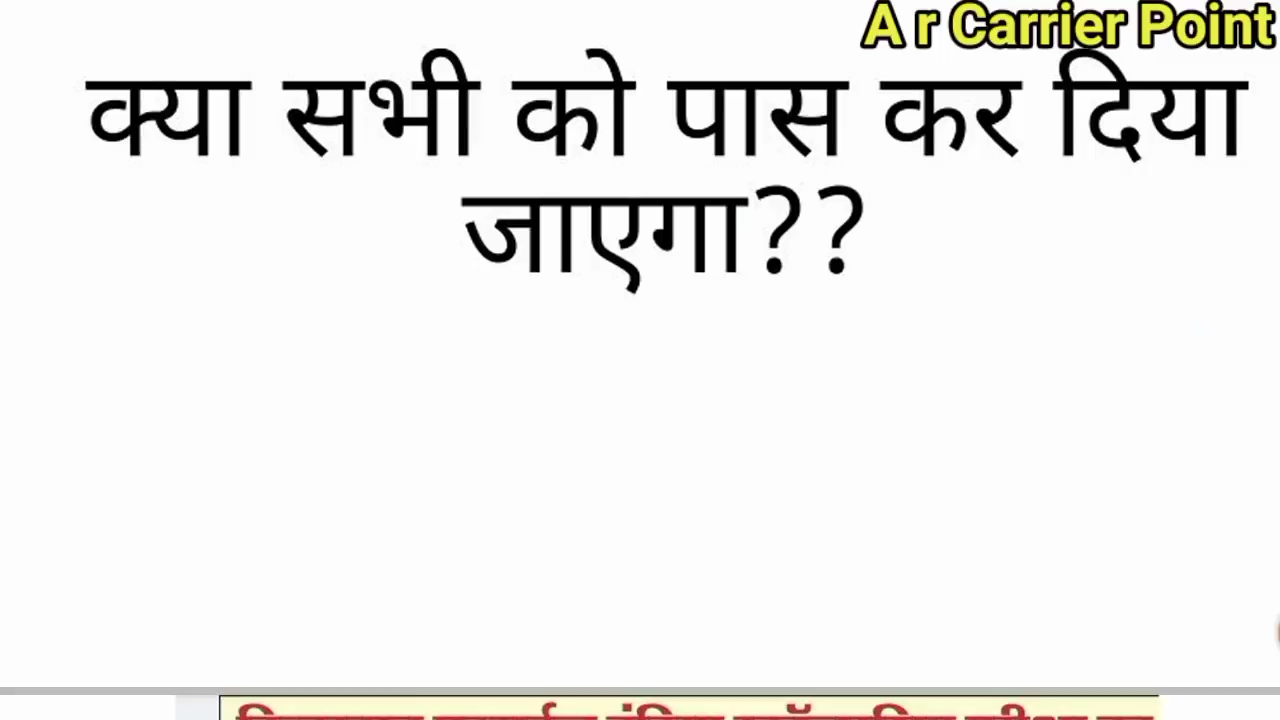 A r Carrier Point
क्या सभी को पास कर दिया
जाएगा??